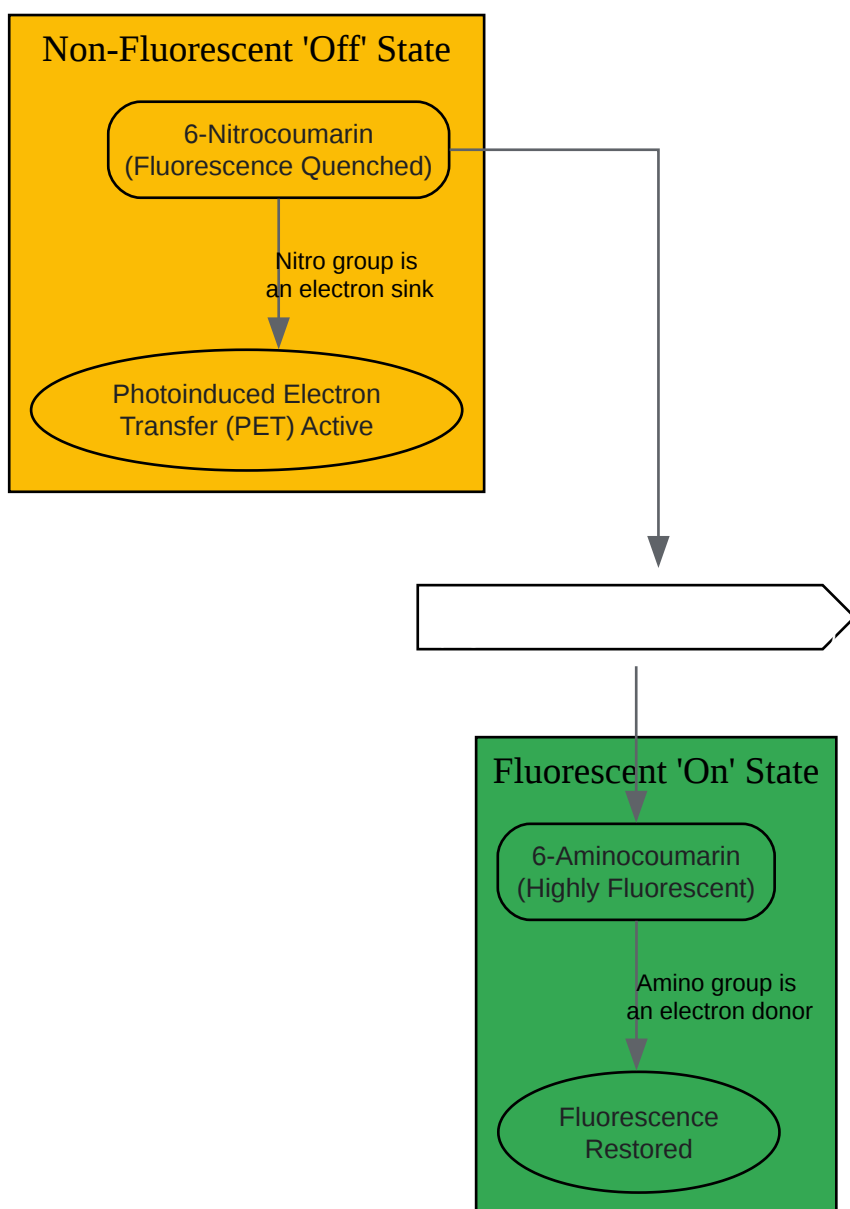 Non-Fluorescent 'Off' State
6-Nitrocoumarin
(Fluorescence Quenched)
Nitro group is
an electron sink
Photoinduced Electron
Transfer (PET) Active
Fluorescent 'On' State
6-Aminocoumarin
(Highly Fluorescent)
Amino group is
an electron donor
Fluorescence
Restored